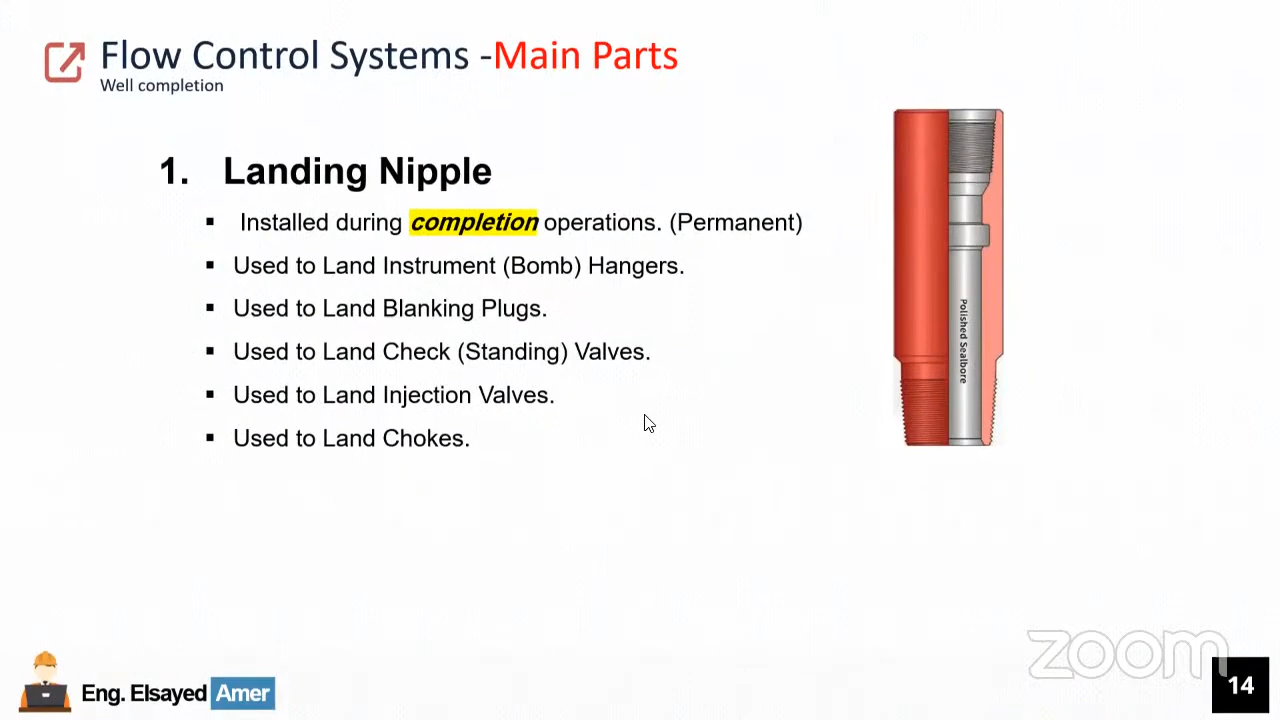 Flow Control Systems -Main Parts
Well completion
1. Landing Nipple
▪ Installed during completion operations. (Permanent)
▪ Used to Land Instrument (Bomb) Hangers.
▪ Used to Land Blanking Plugs.
▪ Used to Land Check (Standing) Valves.
▪ Used to Land Injection Valves.
▪ Used to Land Chokes.
Polished Sealbore
zoom
Eng. Elsayed Amer
14